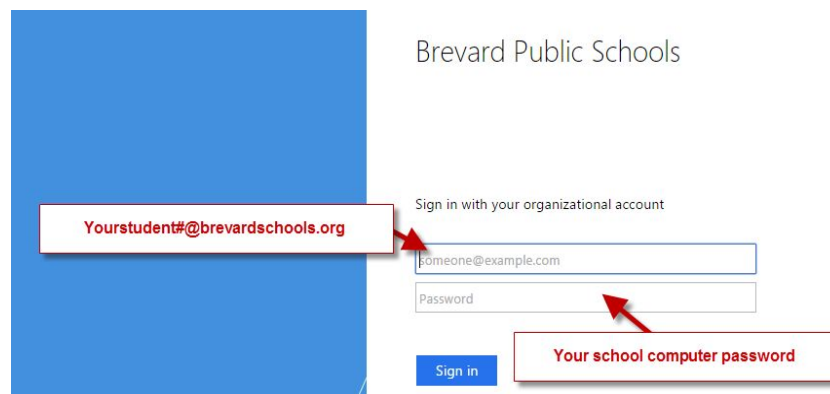 Brevard Public Schools
Sign in with your organizational account
Yourstudent#@brevardschools.org
someone@example.com
Password
Your school computer password
Sign in